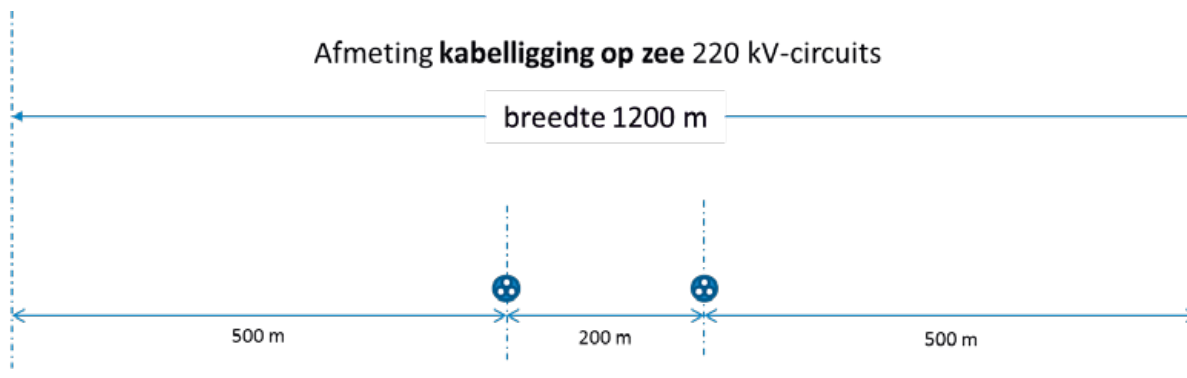 Afmeting kabelligging op zee 220 kV-circuits
breedte 1200 m
500 m
200 m
500 m